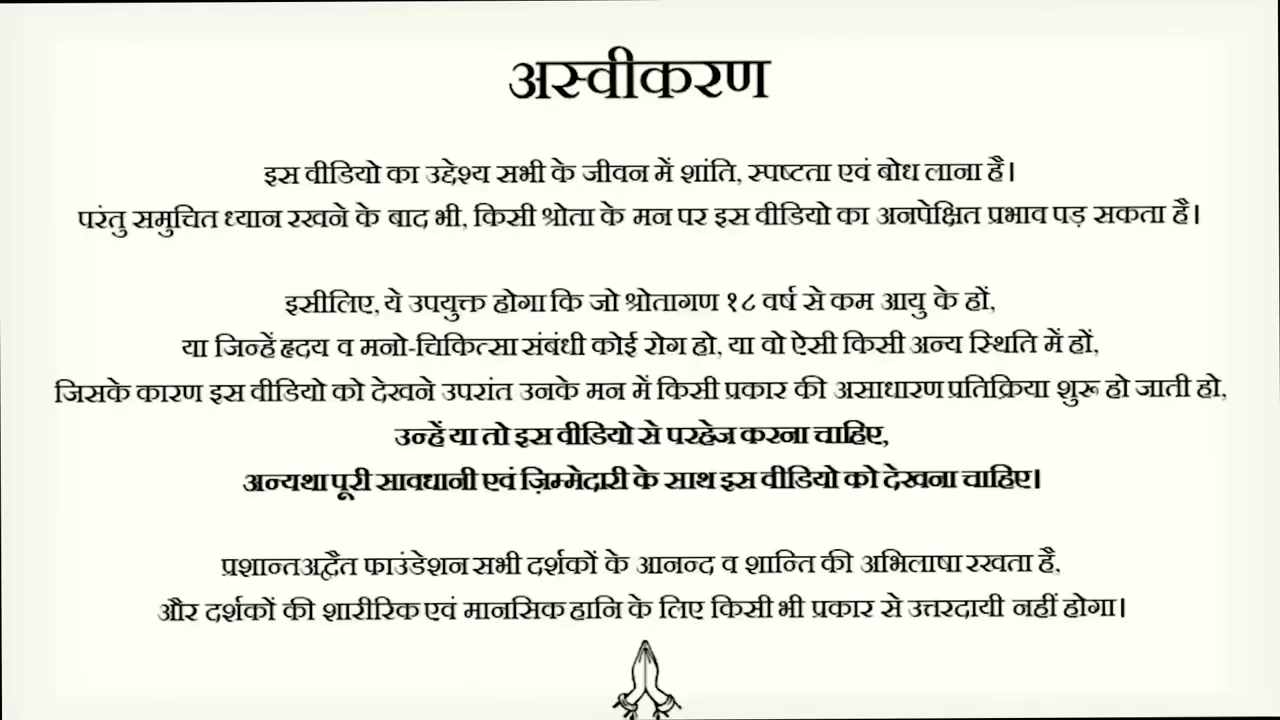 अस्वीकरण
इस वीडियो का उद्देश्य सभी के जीवन में शांति, स्पष्टता एवं बोध लाना है।
परंतु समुचित ध्यान रखने के बाद भी, किसी श्रोता के मन पर इस वीडियो का अनपेक्षित प्रभाव पड़ सकता है।
इसीलिए, ये उपयुक्त होगा कि जो श्रोतागण १८ वर्ष से कम आयु के हों,
या जिन्हें हृदय व मनो-चिकित्सा संबंधी कोई रोग हो, या वो ऐसी किसी अन्य स्थिति में हों,
जिसके कारण इस वीडियो को देखने उपरांत उनके मन में किसी प्रकार की असाधारण प्रतिक्रिया शुरू हो जाती हो,
उन्हें या तो इस वीडियो से परहेज करना चाहिए,
अन्यथा पूरी सावधानी एवं ज़िम्मेदारी के साथ इस वीडियो को देखना चाहिए।
प्रशान्तअद्वैत फाउंडेशन सभी दर्शकों के आनन्द व शान्ति की अभिलाषा रखता है,
और दर्शकों की शारीरिक एवं मानसिक हानि के लिए किसी भी प्रकार से उत्तरदायी नहीं होगा।